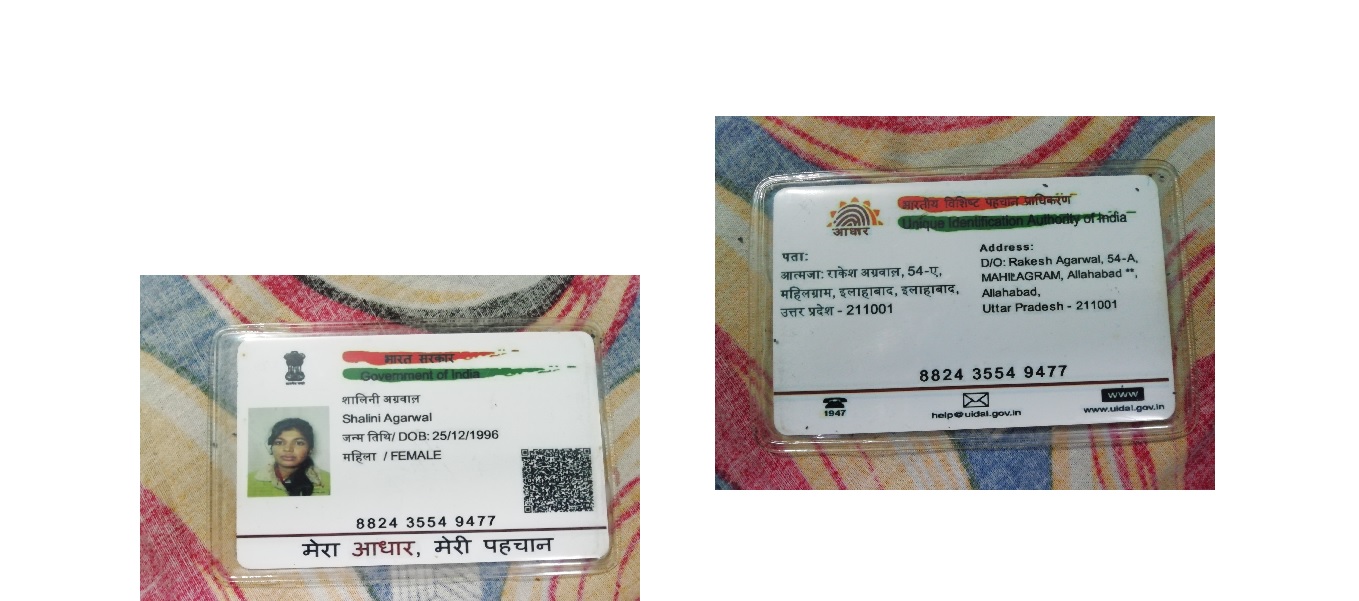 भारत सरकार
Government of India
शालिनी अग्रवाल
Shalini Agarwal
जन्म तिथि/ DOB: 25/12/1996
महिला / FEMALE
8824 3554 9477
मेरा आधार, मेरी पहचान
भारतीय विशिष्ट पहचान प्राधिकरण
Unique Identification Authority of India
आधार
पता:
आत्मजा: राकेश अग्रवाल, 54-ए,
महिलग्राम, इलाहाबाद, इलाहाबाद,
उत्तर प्रदेश - 211001
Address:
D/O: Rakesh Agarwal, 54-A,
MAHILAGRAM, Allahabad **,
Allahabad,
Uttar Pradesh - 211001
8824 3554 9477
1947
help@uidal.gov.in
www
www.uidal.gov.in